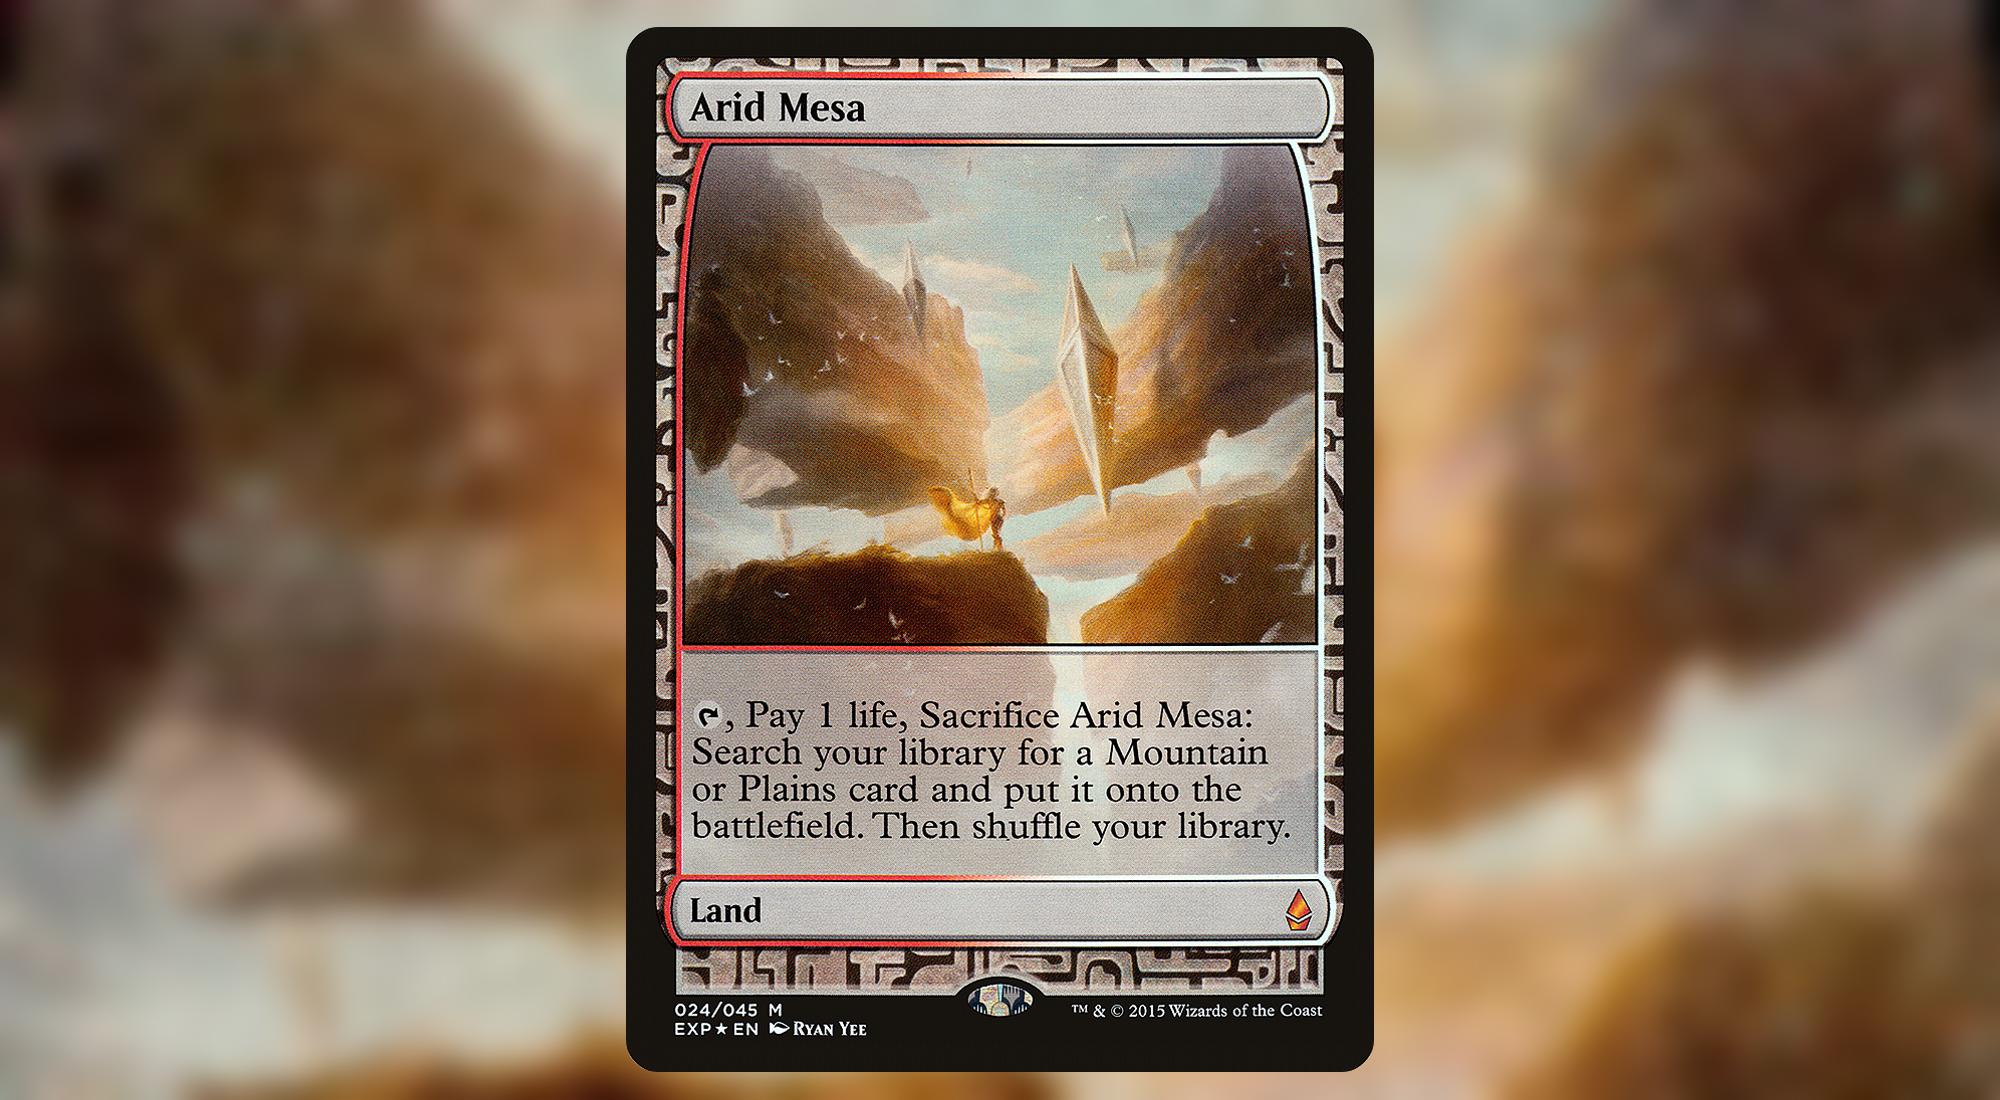 Arid Mesa
, Pay 1 life, Sacrifice Arid Mesa:
Search your library for a Mountain
or Plains card and put it onto the
battlefield. Then shuffle your library.
Land
024/045 M
EXP★EN Ryan Yee
™ & © 2015 Wizards of the Coast